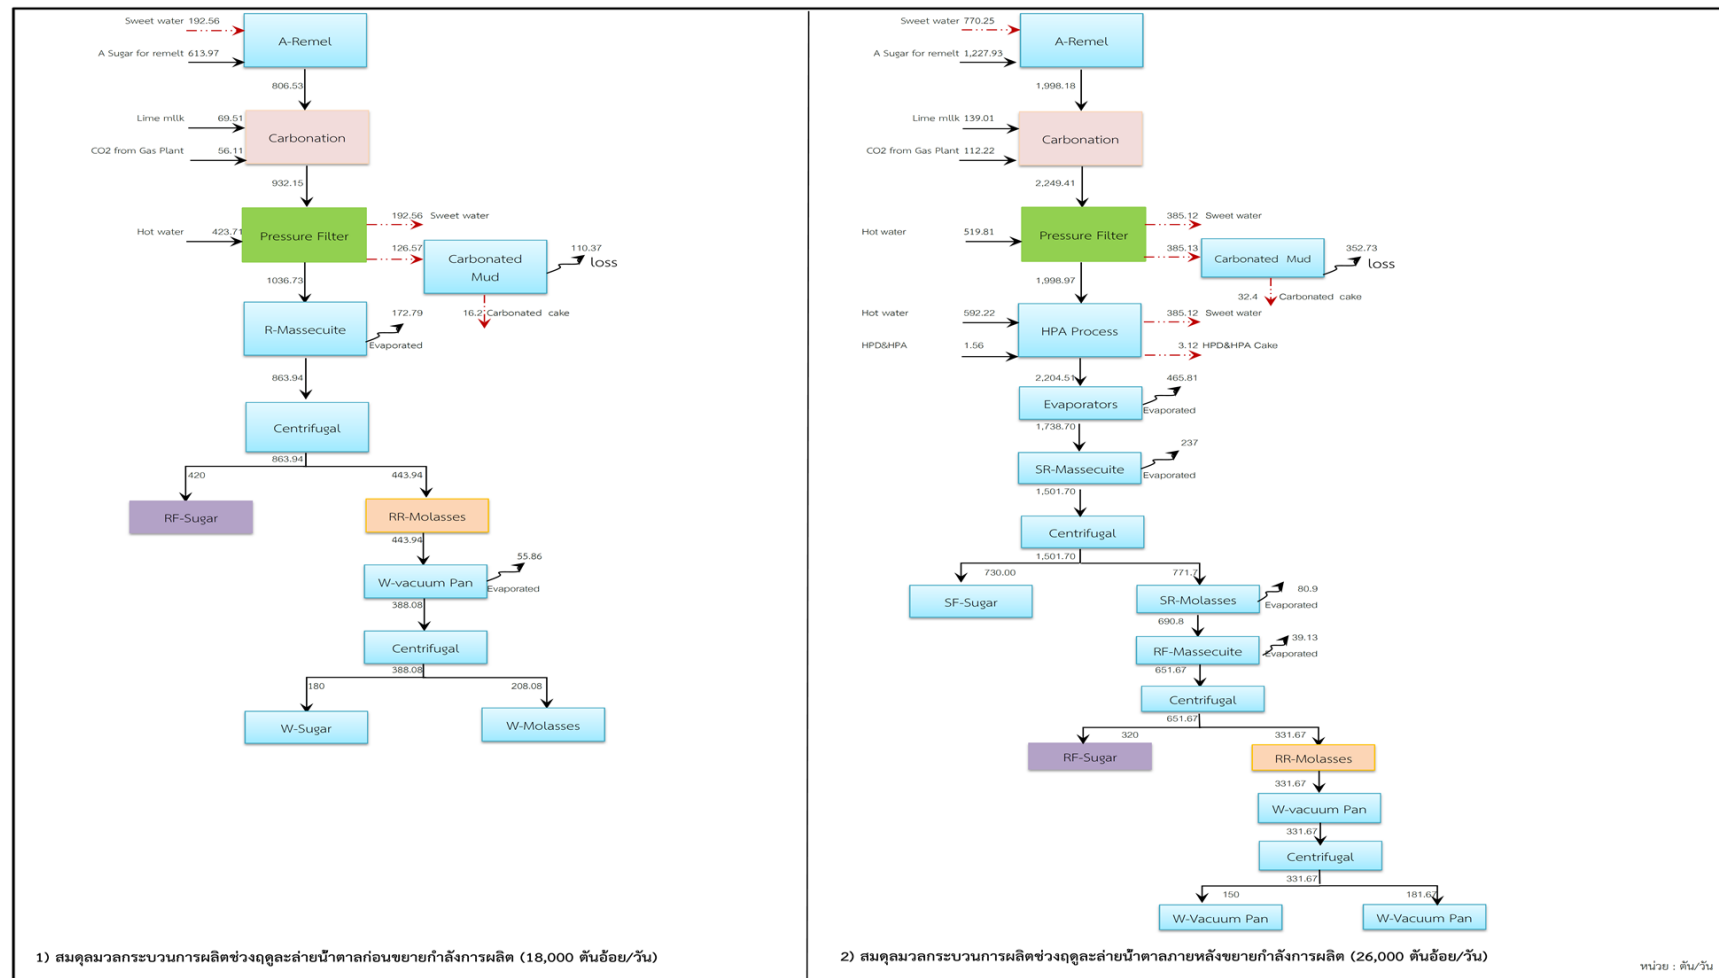 Sweet water 192.56
A-Remel
A Sugar for remelt 613.97
806.53
Lime mllk 69.51
Carbonation
CO2 from Gas Plant 56.11
932.15
192.56 Sweet water
Hot water 423.71
Pressure Filter
126.57
Carbonated Mud
110.37
loss
1036.73
16.2 Carbonated cake
R-Massecuite
172.79
Evaporated
863.94
Centrifugal
863.94
420
443.94
RF-Sugar
RR-Molasses
443.94
55.86
W-vacuum Pan
Evaporated
388.08
Centrifugal
388.08
180
208.08
W-Sugar
W-Molasses
1) สมดุลมวลกระบวนการผลิตช่วงฤดูละล่ายน้ำตาลก่อนขยายกำลังการผลิต (18,000 ตันอ้อย/วัน)
Sweet water 770.25
A-Remel
A Sugar for remelt 1,227.93
1,998.18
Lime mllk 139.01
Carbonation
CO2 from Gas Plant 112.22
2,249.41
385.12 Sweet water
Hot water 519.81
Pressure Filter
385.13
Carbonated Mud
352.73
loss
1,998.97
32.4 Carbonated cake
Hot water 592.22
HPA Process
385.12 Sweet water
HPD&HPA 1.56
3.12 HPD&HPA Cake
2,204.51
465.81
Evaporators
Evaporated
1,738.70
237
SR-Massecuite
Evaporated
1,501.70
Centrifugal
1,501.70
730.00
771.7
SF-Sugar
SR-Molasses
80.9
Evaporated
690.8
39.13
RF-Massecuite
Evaporated
651.67
Centrifugal
651.67
320
331.67
RF-Sugar
RR-Molasses
331.67
W-vacuum Pan
331.67
Centrifugal
331.67
150
181.67
W-Vacuum Pan
W-Vacuum Pan
2) สมดุลมวลกระบวนการผลิตช่วงฤดูละล่ายน้ำตาลภายหลังขยายกำลังการผลิต (26,000 ตันอ้อย/วัน)
หน่วย : ตัน/วัน